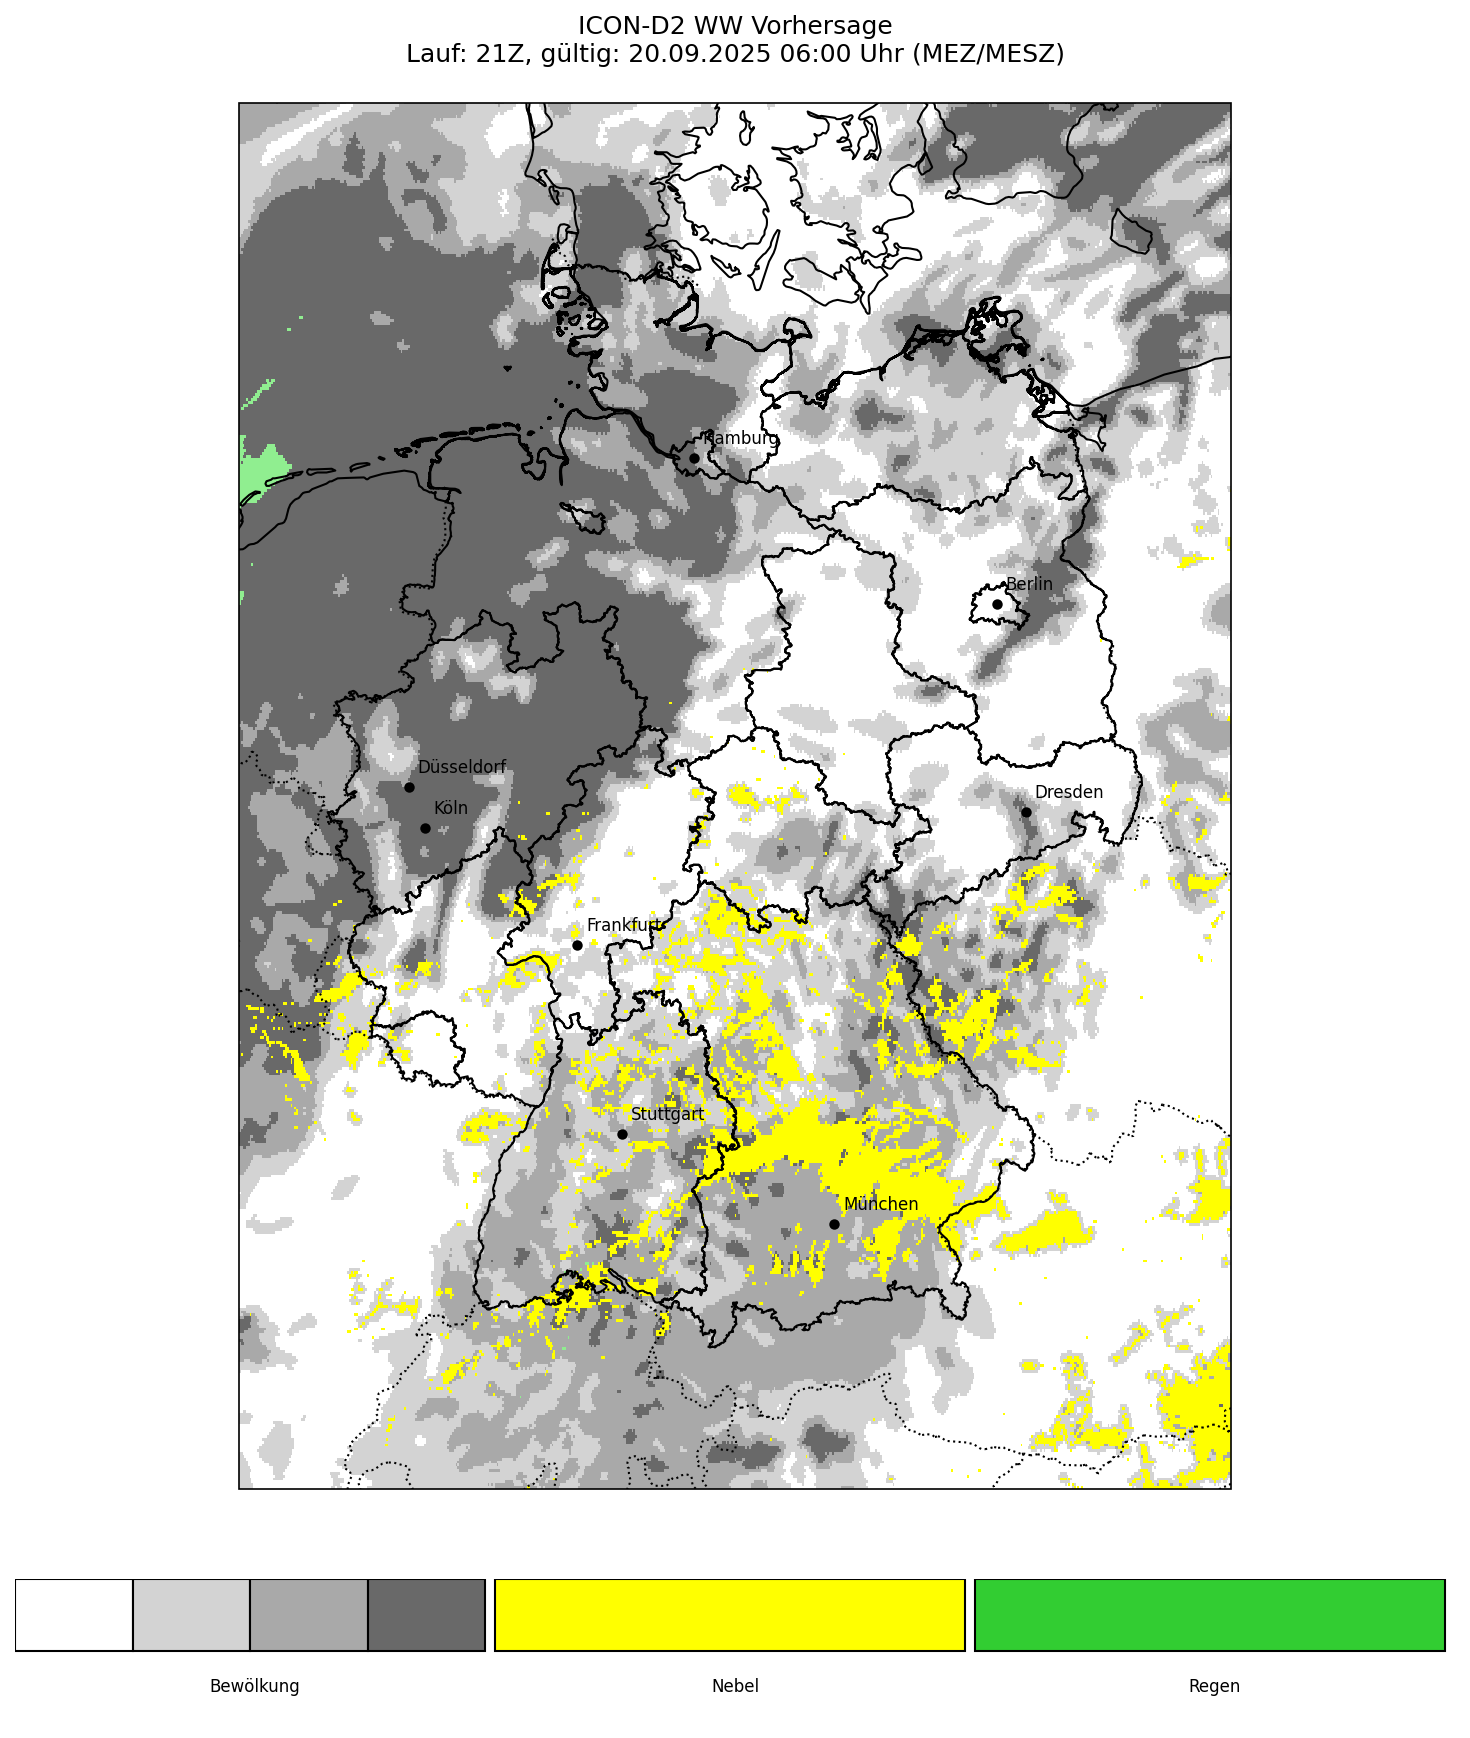 ICON-D2 WW Vorhersage
Lauf: 21Z, gültig: 20.09.2025 06:00 Uhr (MEZ/MESZ)
Hamburg
Berlin
Düsseldorf
Köln
Dresden
Frankfurt
Stuttgart
München
Bewölkung
Nebel
Regen